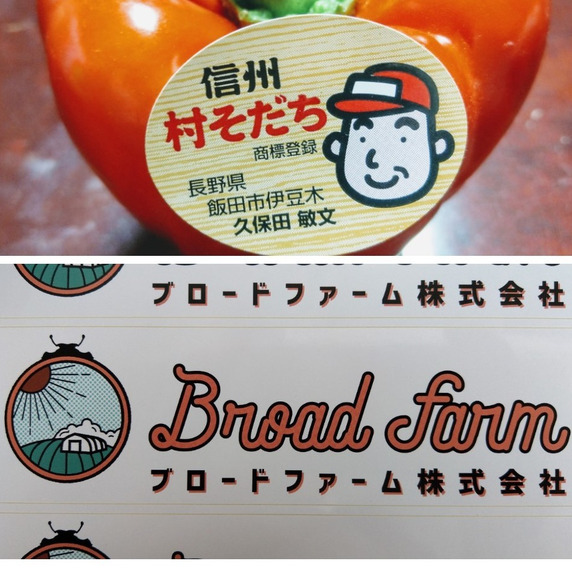 信州
村そだち
商標登録
長野県
飯田市伊豆木
久保田 敏文
ブロードファーム株式会社
Broad farm
ブロードファーム株式会社